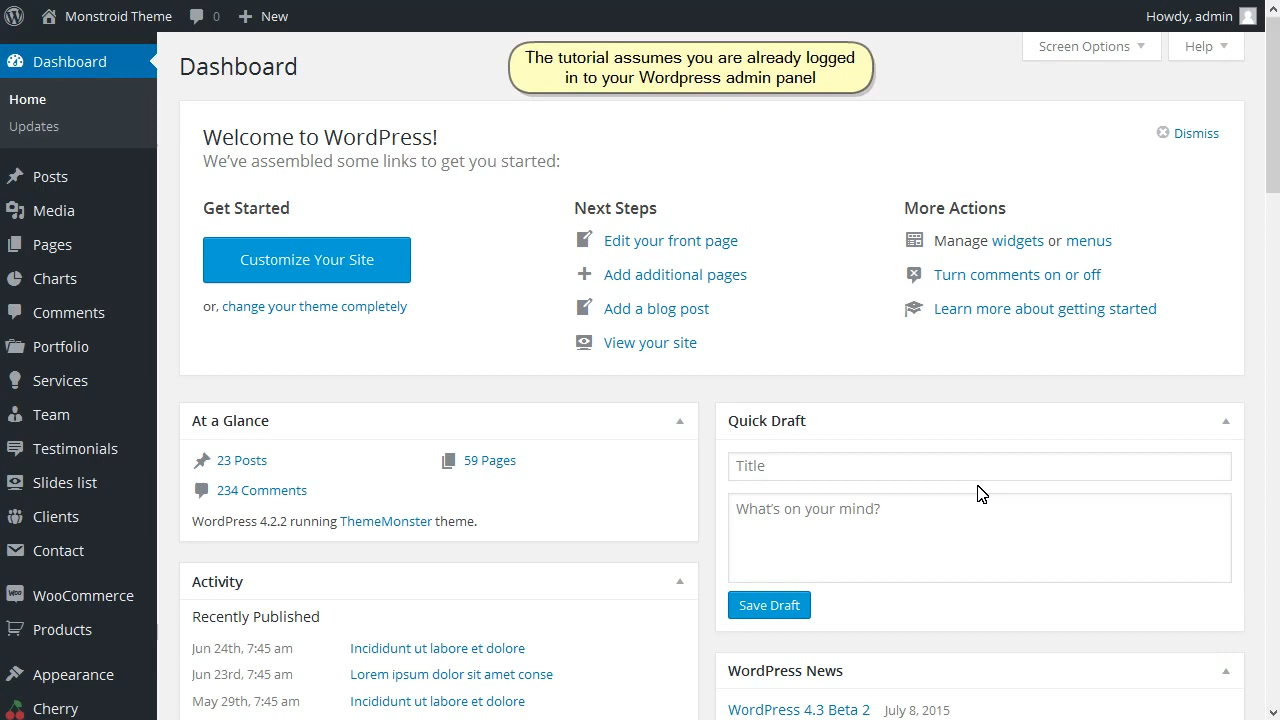 Monstroid Theme 0 New Howdy, admin
The tutorial assumes you are already logged
in to your Wordpress admin panel
Screen Options Help
Dashboard
Home
Updates
Posts
Media
Pages
Charts
Comments
Portfolio
Services
Team
Testimonials
Slides list
Clients
Contact
WooCommerce
Products
Appearance
Cherry
Dashboard
Welcome to WordPress!
Dismiss
We've assembled some links to get you started:
Get Started
Customize Your Site
or, change your theme completely
Next Steps
Edit your front page
Add additional pages
Add a blog post
View your site
More Actions
Manage widgets or menus
Turn comments on or off
Learn more about getting started
At a Glance
23 Posts 59 Pages
234 Comments
WordPress 4.2.2 running ThemeMonster theme.
Activity
Recently Published
Jun 24th, 7:45 am Incididunt ut labore et dolore
Jun 23rd, 7:45 am Lorem ipsum dolor sit amet conse
May 29th, 7:45 am Incididunt ut labore et dolore
Quick Draft
Title
What's on your mind?
Save Draft
WordPress News
WordPress 4.3 Beta 2 July 8, 2015